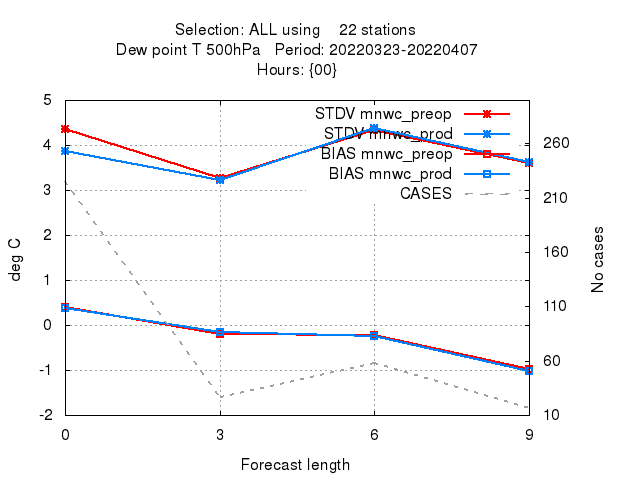 Selection: ALL using    22 stations
Dew point T 500hPa   Period: 20220323-20220407
Hours: {00}
STDV mnwc_preop
STDV mnwc_prod
BIAS mnwc_preop
BIAS mnwc_prod
CASES
5
4
3
2
1
0
-1
-2
260
210
160
110
60
10
deg C
No cases
0 3 6 9
Forecast length